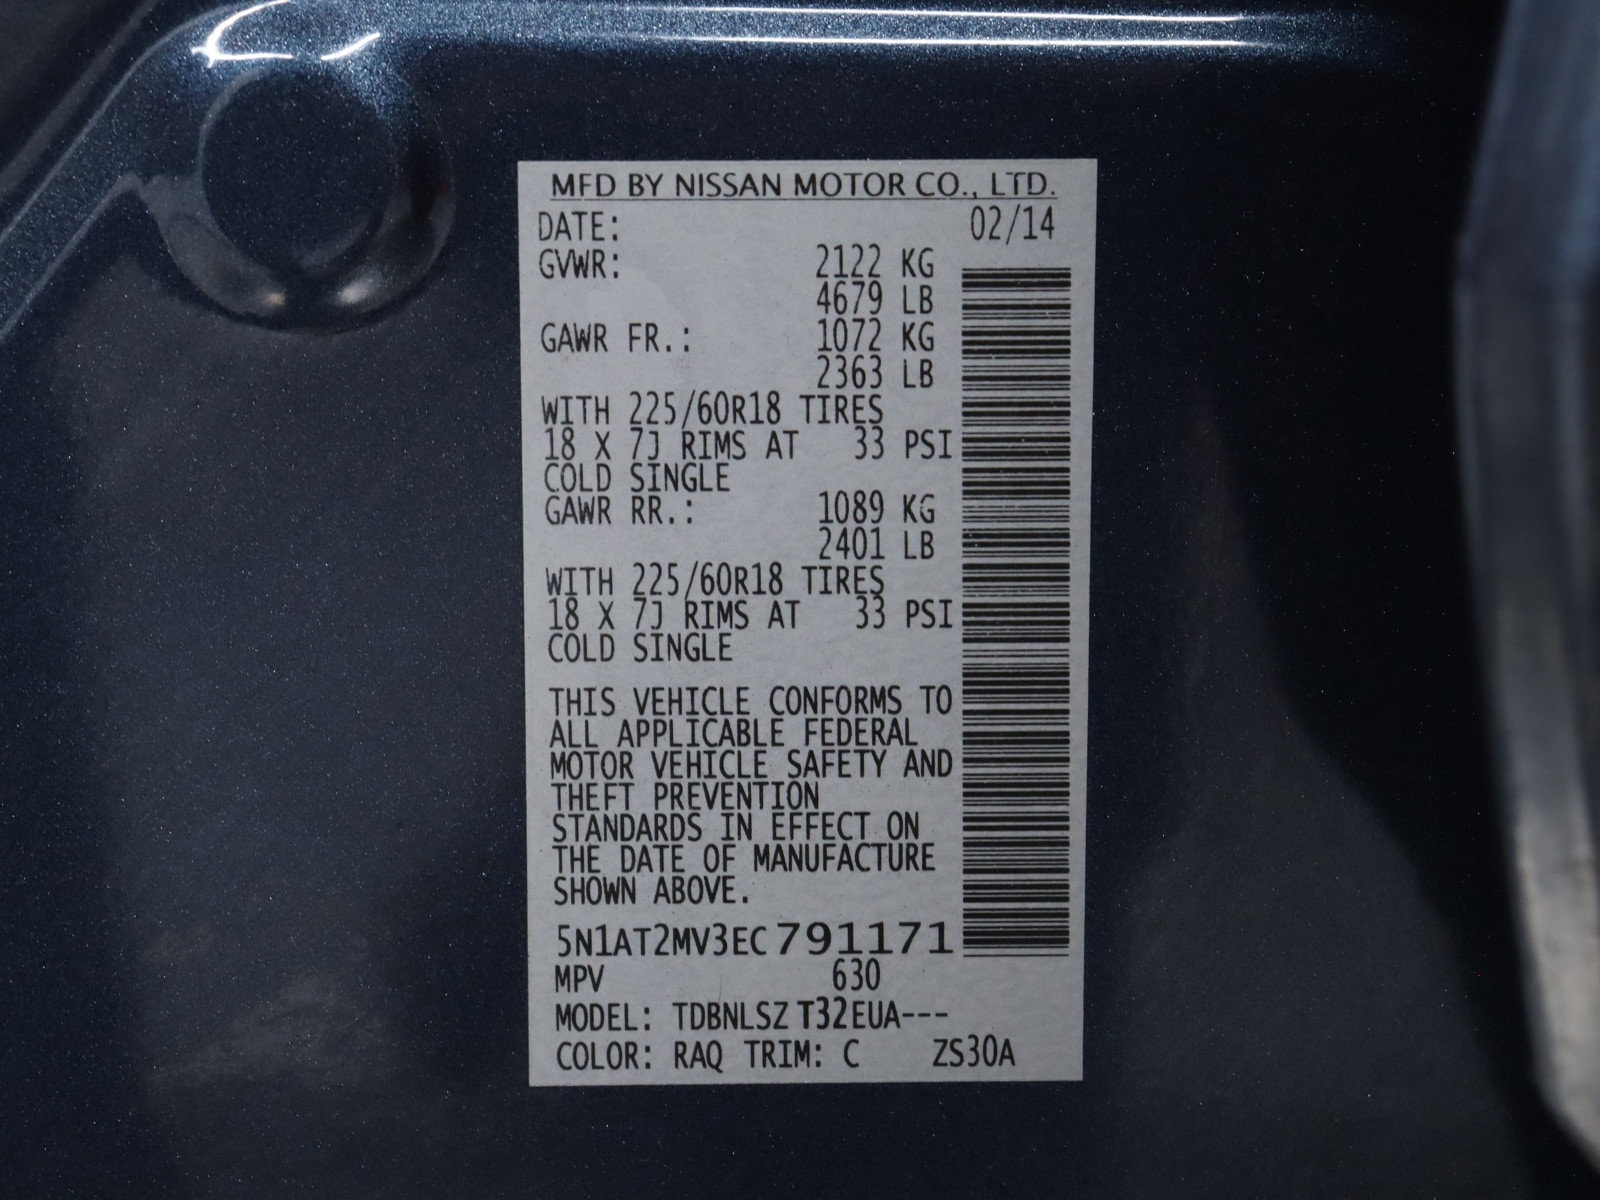 MFD BY NISSAN MOTOR CO., LTD.
DATE: 02/14
GVWR: 2122 KG
4679 LB
GAWR FR.: 1072 KG
2363 LB
WITH 225/60R18 TIRES
18 X 7J RIMS AT 33 PSI
COLD SINGLE
GAWR RR.: 1089 KG
2401 LB
WITH 225/60R18 TIRES
18 X 7J RIMS AT 33 PSI
COLD SINGLE
THIS VEHICLE CONFORMS TO
ALL APPLICABLE FEDERAL
MOTOR VEHICLE SAFETY AND
THEFT PREVENTION
STANDARDS IN EFFECT ON
THE DATE OF MANUFACTURE
SHOWN ABOVE.
5N1AT2MV3EC791171
MPV 630
MODEL: TDBNLSZ T32EUA---
COLOR: RAQ TRIM: C ZS30A